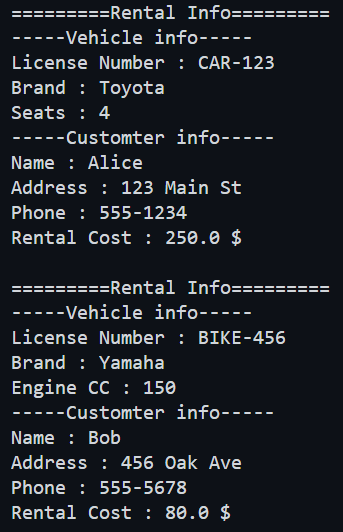 =========Rental Info=========
-----Vehicle info-----
License Number : CAR-123
Brand : Toyota
Seats : 4
-----Customter info-----
Name : Alice
Address : 123 Main St
Phone : 555-1234
Rental Cost : 250.0 $

=========Rental Info=========
-----Vehicle info-----
License Number : BIKE-456
Brand : Yamaha
Engine CC : 150
-----Customter info-----
Name : Bob
Address : 456 Oak Ave
Phone : 555-5678
Rental Cost : 80.0 $